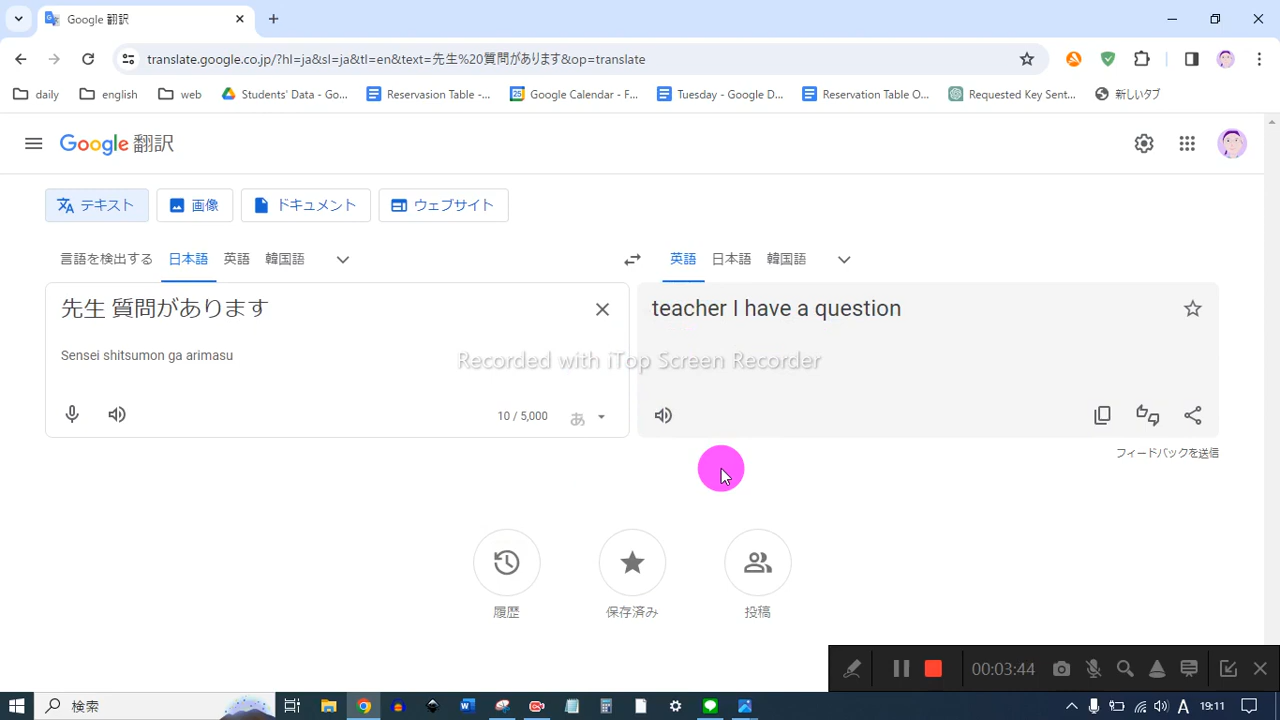 Google 翻訳
translate.google.co.jp/?hl=ja&sl=ja&tl=en&text=先生%20質問があります&op=translate
daily
english
web
Students' Data - Go...
Reservasion Table -...
Google Calendar - F...
Tuesday - Google D...
Reservation Table O...
Requested Key Sent...
新しいタブ
Google 翻訳
テキスト
画像
ドキュメント
ウェブサイト
言語を検出する 日本語 英語 韓国語
英語 日本語 韓国語
先生 質問があります
Sensei shitsumon ga arimasu
10 / 5,000
あ
teacher I have a question
Recorded with iTop Screen Recorder
フィードバックを送信
履歴
保存済み
投稿
00:03:44
検索
A
19:11